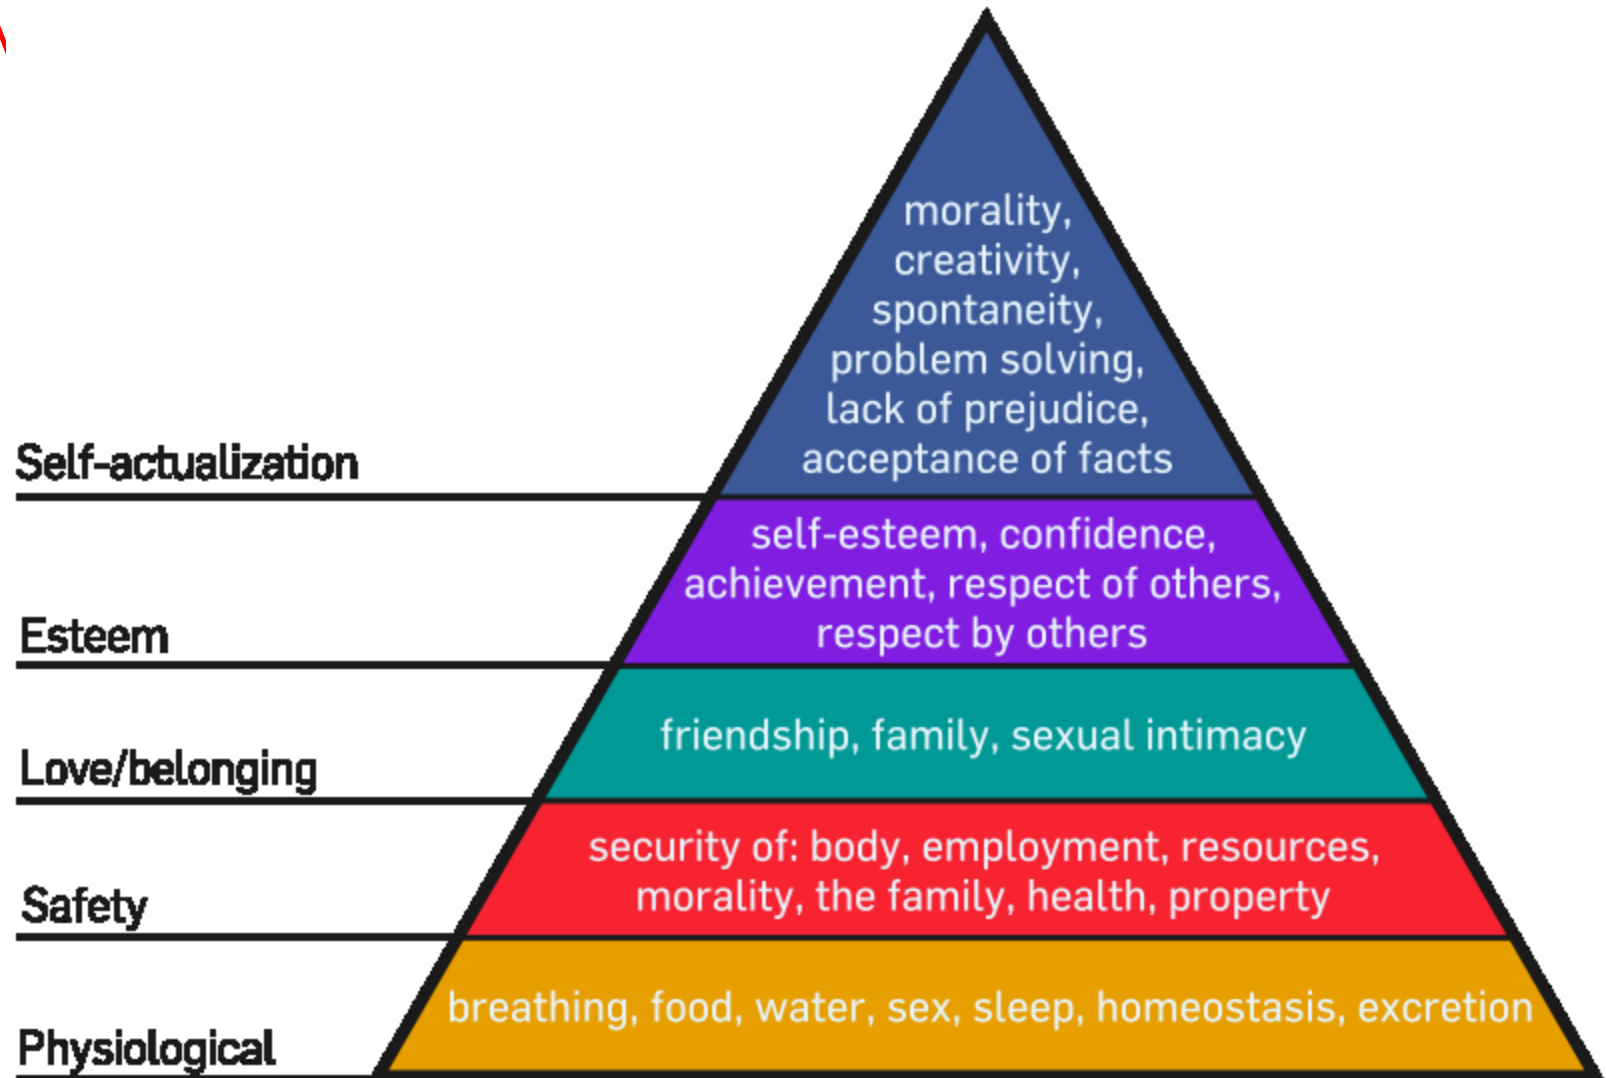 morality,
creativity,
spontaneity,
problem solving,
lack of prejudice,
acceptance of facts
Self-actualization
self-esteem, confidence,
achievement, respect of others,
respect by others
Esteem
friendship, family, sexual intimacy
Love/belonging
security of: body, employment, resources,
morality, the family, health, property
Safety
breathing, food, water, sex, sleep, homeostasis, excretion
Physiological